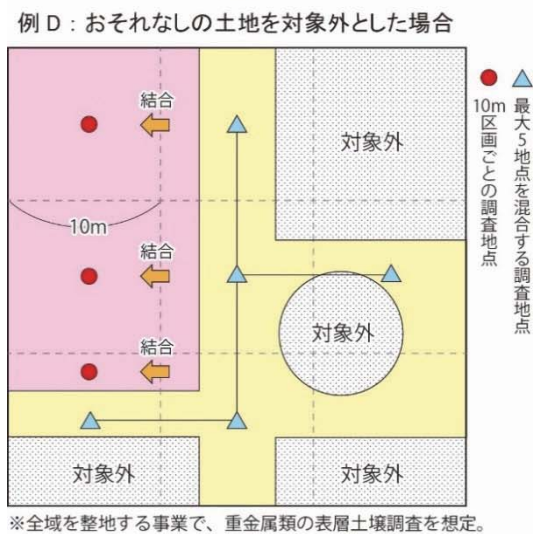 例 D：おそれなしの土地を対象外とした場合
結合
対象外
10m
結合
対象外
結合
対象外
対象外
10m区画ごとの調査地点
最大5地点を混合する調査地点
※全域を整地する事業で、重金属類の表層土壌調査を想定。